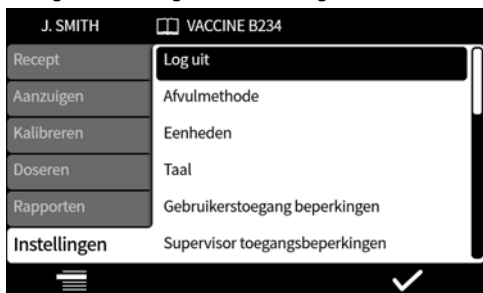 J. SMITH VACCINE B234
Recept
Log uit
Aanzuigen
Afvulmethode
Kalibreren
Eenheden
Doseren
Taal
Rapporten
Gebruikerstoegang beperkingen
Instellingen
Supervisor toegangsbeperkingen